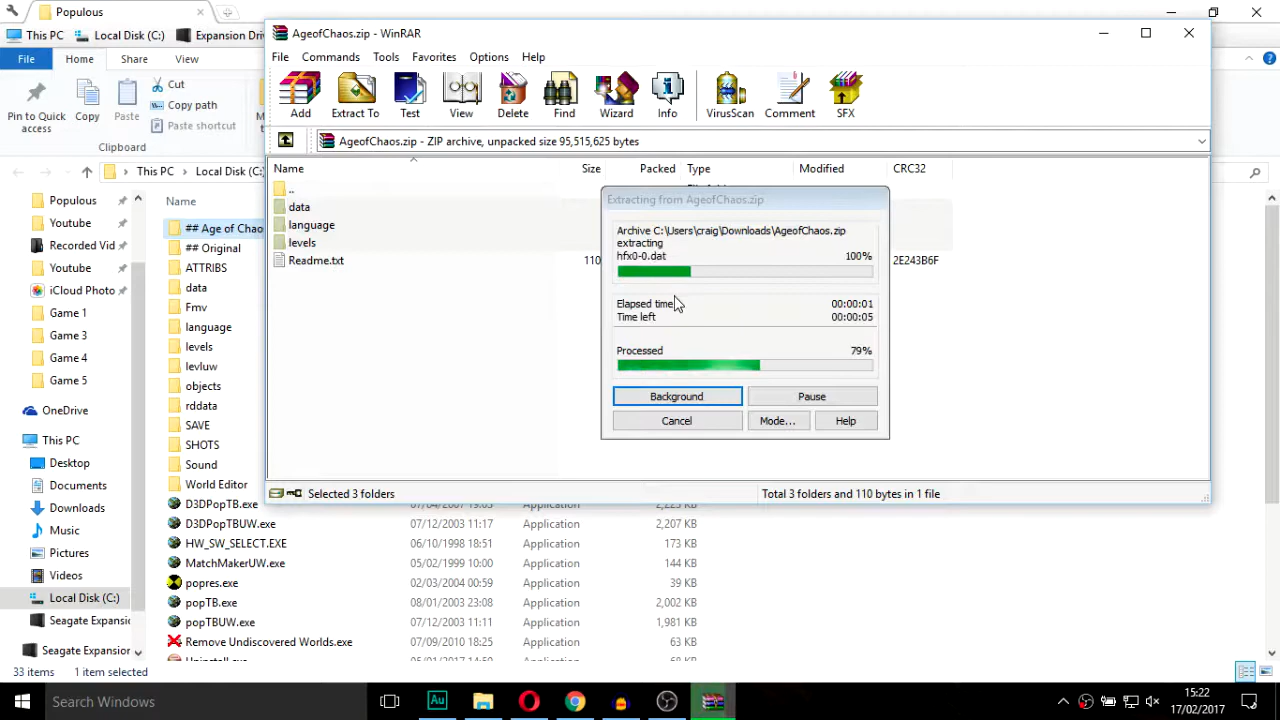 Populous
This PC
Local Disk (C:)
Expansion Dri
File
Home
Share
View
Pin to Quick
access
Copy
Paste
Cut
Copy path
Paste shortcut
Clipboard
This PC
Local Disk (C:)
AgeofChaos.zip - WinRAR
File Commands Tools Favorites Options Help
Add Extract To Test View Delete Find Wizard Info VirusScan Comment SFX
AgeofChaos.zip - ZIP archive, unpacked size 95,515,625 bytes
Name Size Packed Type Modified CRC32
..
data
language
levels
Readme.txt 110 2E243B6F
Extracting from AgeofChaos.zip
Archive C:\Users\craig\Downloads\AgeofChaos.zip
extracting
hfx0-0.dat 100%
Elapsed time 00:00:01
Time left 00:00:05
Processed 79%
Background
Pause
Cancel
Mode...
Help
Selected 3 folders
Total 3 folders and 110 bytes in 1 file
Populous
Youtube
Recorded Vid
Youtube
iCloud Photo
Game 1
Game 3
Game 4
Game 5
OneDrive
This PC
Desktop
Documents
Downloads
Music
Pictures
Videos
Local Disk (C:)
Seagate Expansio
Seagate Expansion
Name
## Age of Chao
## Original
ATTRIBS
data
Fmv
language
levels
levluw
objects
rddata
SAVE
SHOTS
Sound
World Editor
D3DPopTB.exe Application
D3DPopTBUW.exe 07/12/2003 11:17 Application 2,207 KB
HW_SW_SELECT.EXE 06/10/1998 18:51 Application 173 KB
MatchMakerUW.exe 05/02/1999 10:00 Application 144 KB
popres.exe 02/03/2004 00:59 Application 39 KB
popTB.exe 08/01/2003 23:08 Application 2,002 KB
popTBUW.exe 07/12/2003 11:11 Application 1,981 KB
Remove Undiscovered Worlds.exe 07/09/2010 18:25 Application 63 KB
33 items
1 item selected
Search Windows
Au
15:22
17/02/2017